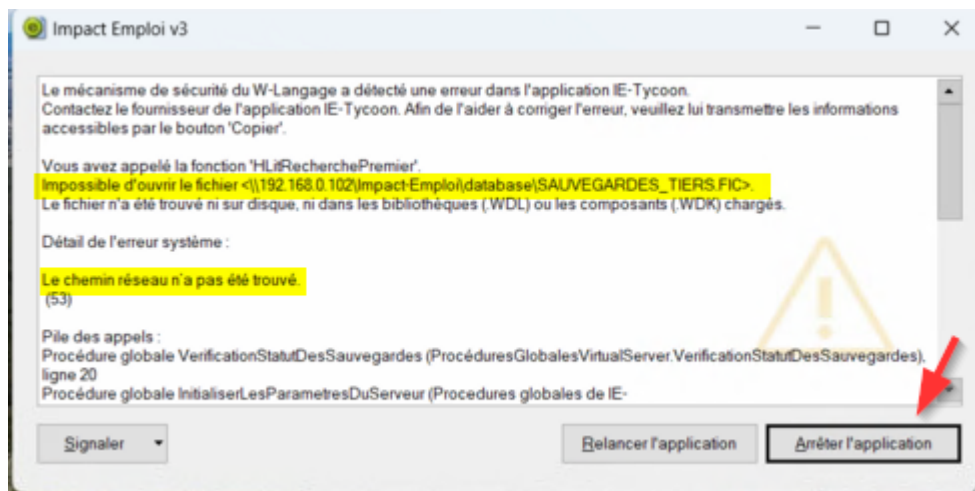 Impact Emploi v3
Le mécanisme de sécurité du W-Langage a détecté une erreur dans l'application IE-Tycoon.
Contactez le fournisseur de l'application IE-Tycoon. Afin de l'aider à corriger l'erreur, veuillez lui transmettre les informations
accessibles par le bouton 'Copier'.
Vous avez appelé la fonction 'HLitRecherchePremier'.
Impossible d'ouvrir le fichier <\\192.168.0.102\Impact-Emploi\database\SAUVEGARDES_TIERS.FIC>.
Le fichier n'a été trouvé ni sur disque, ni dans les bibliothèques (.WDL) ou les composants (.WDK) chargés.
Détail de l'erreur système :
Le chemin réseau n'a pas été trouvé.
(53)
Pile des appels :
Procédure globale VerificationStatutDesSauvegardes (ProcéduresGlobalesVirtualServer.VerificationStatutDesSauvegardes),
ligne 20
Procédure globale InitialiserLesParametresDuServeur (Procedures globales de IE-
Signaler
Relancer l'application
Arrêter l'application